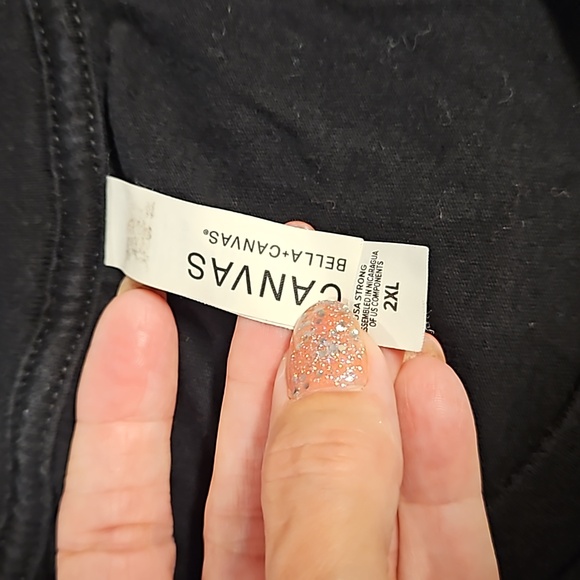 BELLA+CANVAS®
CANVAS
USA STRONG
ASSEMBLED IN NICARAGUA
OF US COMPONENTS
2XL